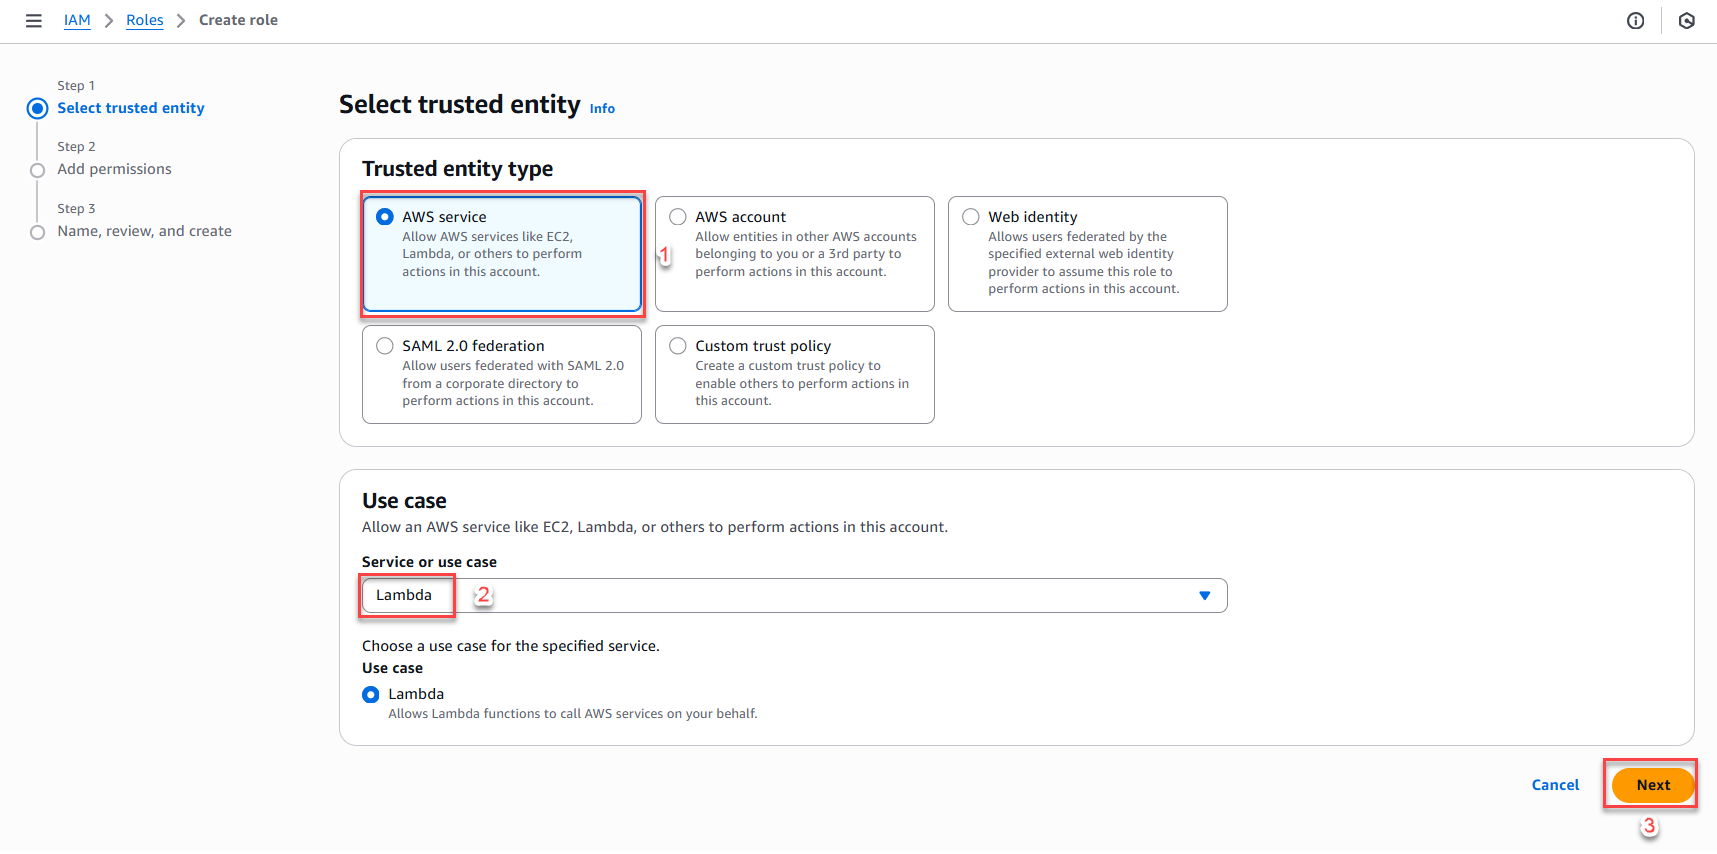 IAM
Roles
Create role
Step 1
Select trusted entity
Step 2
Add permissions
Step 3
Name, review, and create
Select trusted entity Info
Trusted entity type
AWS service
Allow AWS services like EC2,
Lambda, or others to perform
actions in this account.
1
AWS account
Allow entities in other AWS accounts
belonging to you or a 3rd party to
perform actions in this account.
Web identity
Allows users federated by the
specified external web identity
provider to assume this role to
perform actions in this account.
SAML 2.0 federation
Allow users federated with SAML 2.0
from a corporate directory to
perform actions in this account.
Custom trust policy
Create a custom trust policy to
enable others to perform actions in
this account.
Use case
Allow an AWS service like EC2, Lambda, or others to perform actions in this account.
Service or use case
Lambda
2
Choose a use case for the specified service.
Use case
Lambda
Allows Lambda functions to call AWS services on your behalf.
Cancel
Next
3